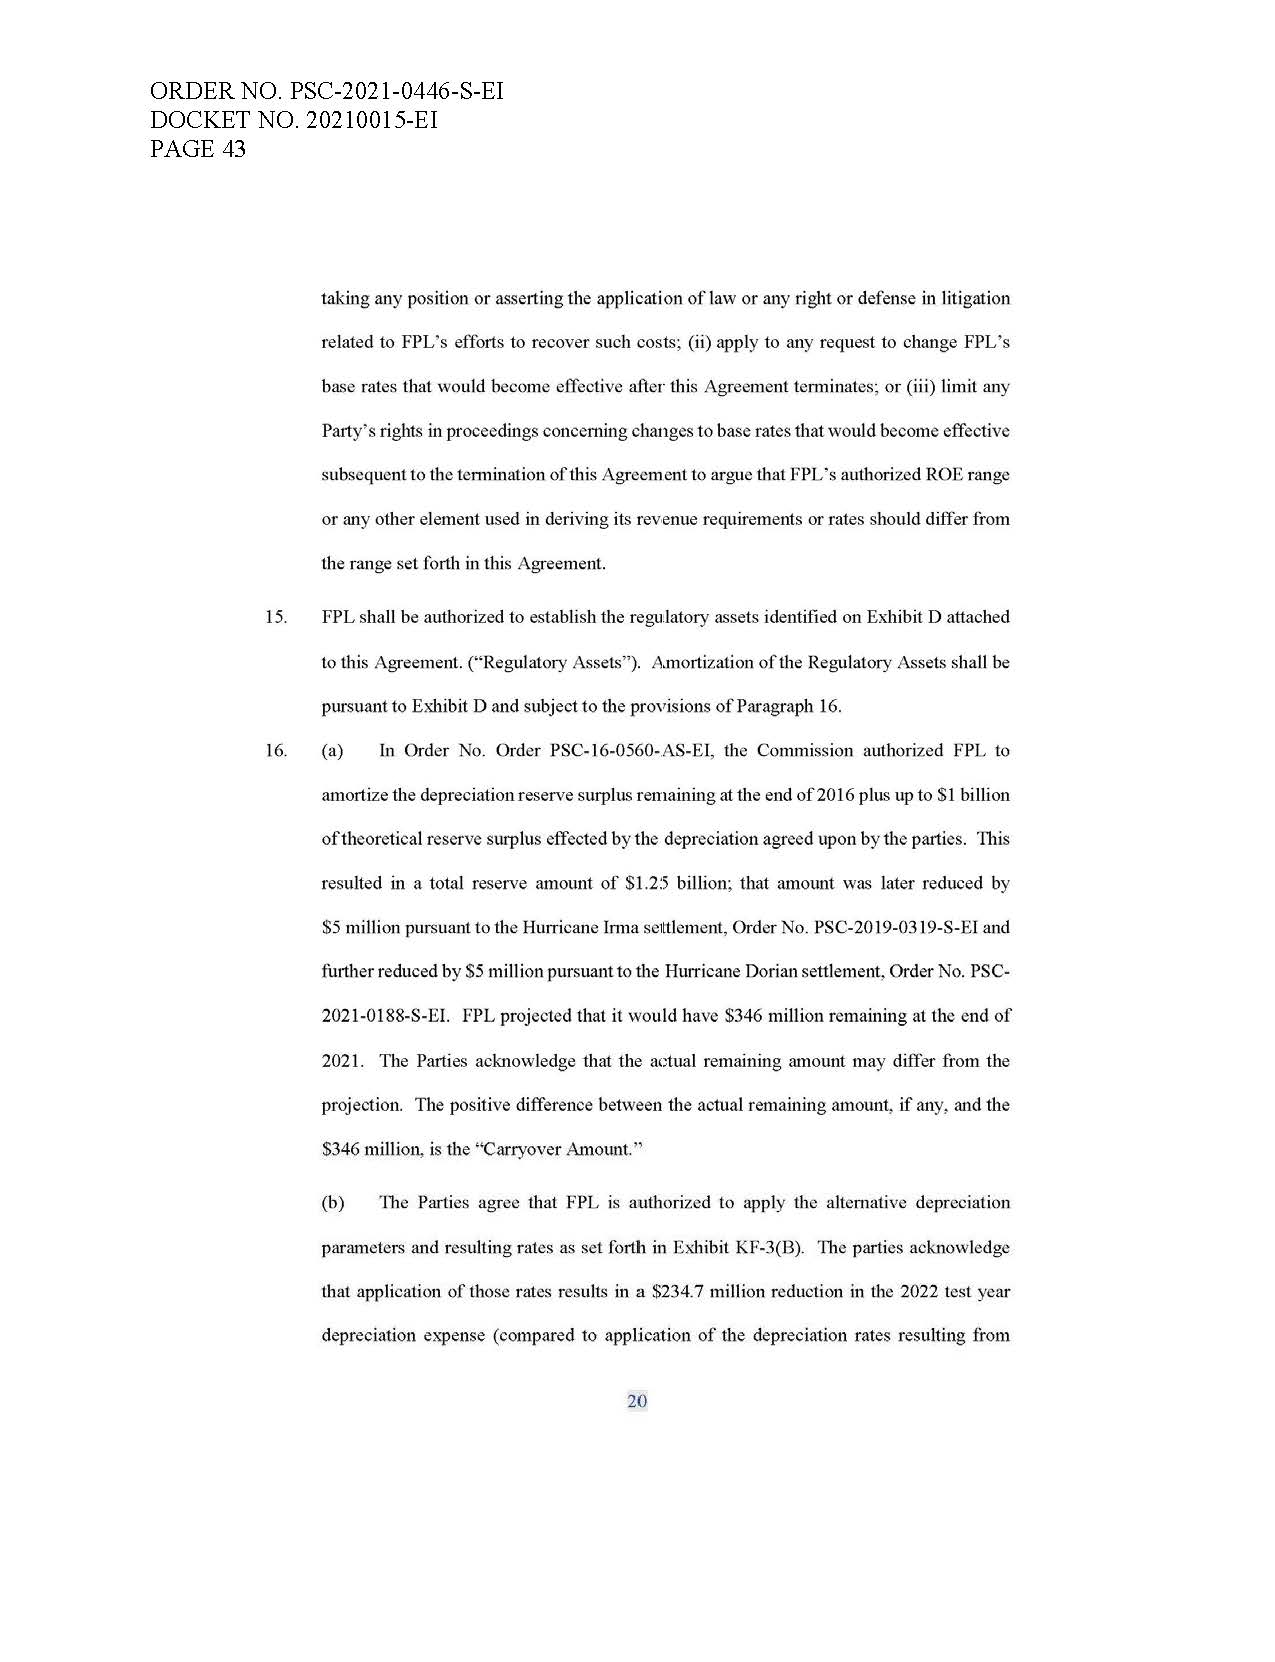 ORDER NO. PSC-2021-0446-S-EI
DOCKET NO. 20210015-EI
PAGE 43
taking any position or asserting the application of law or any right or defense in litigation
related to FPL's efforts to recover such costs; (ii) apply to any request to change FPL's
base rates that would become effective after this Agreement terminates; or (iii) limit any
Party's rights in proceedings concerning changes to base rates that would become effective
subsequent to the termination of this Agreement to argue that FPL's authorized ROE range
or any other element used in deriving its revenue requirements or rates should differ from
the range set forth in this Agreement.
15. FPL shall be authorized to establish the regulatory assets identified on Exhibit D attached
to this Agreement. (“Regulatory Assets”). Amortization of the Regulatory Assets shall be
pursuant to Exhibit D and subject to the provisions of Paragraph 16.
16. (a) In Order No. Order PSC-16-0560-AS-EI, the Commission authorized FPL to
amortize the depreciation reserve surplus remaining at the end of 2016 plus up to $1 billion
of theoretical reserve surplus effected by the depreciation agreed upon by the parties. This
resulted in a total reserve amount of $1.25 billion; that amount was later reduced by
$5 million pursuant to the Hurricane Irma settlement, Order No. PSC-2019-0319-S-EI and
further reduced by $5 million pursuant to the Hurricane Dorian settlement, Order No. PSC-
2021-0188-S-EI. FPL projected that it would have $346 million remaining at the end of
2021. The Parties acknowledge that the actual remaining amount may differ from the
projection. The positive difference between the actual remaining amount, if any, and the
$346 million, is the “Carryover Amount.”
(b) The Parties agree that FPL is authorized to apply the alternative depreciation
parameters and resulting rates as set forth in Exhibit KF-3(B). The parties acknowledge
that application of those rates results in a $234.7 million reduction in the 2022 test year
depreciation expense (compared to application of the depreciation rates resulting from
20